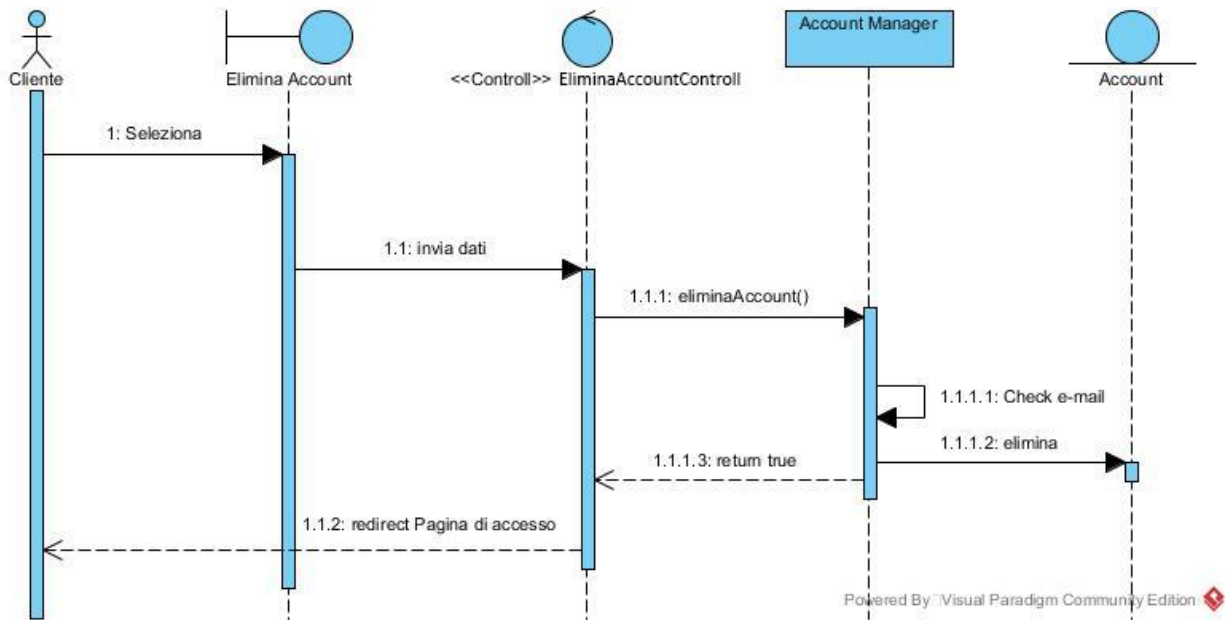 Cliente
Elimina Account
<<Controll>> EliminaAccountControll
Account Manager
Account
1: Seleziona
1.1: invia dati
1.1.1: eliminaAccount()
1.1.1.1: Check e-mail
1.1.1.2: elimina
1.1.1.3: return true
1.1.2: redirect Pagina di accesso
Powered By Visual Paradigm Community Edition